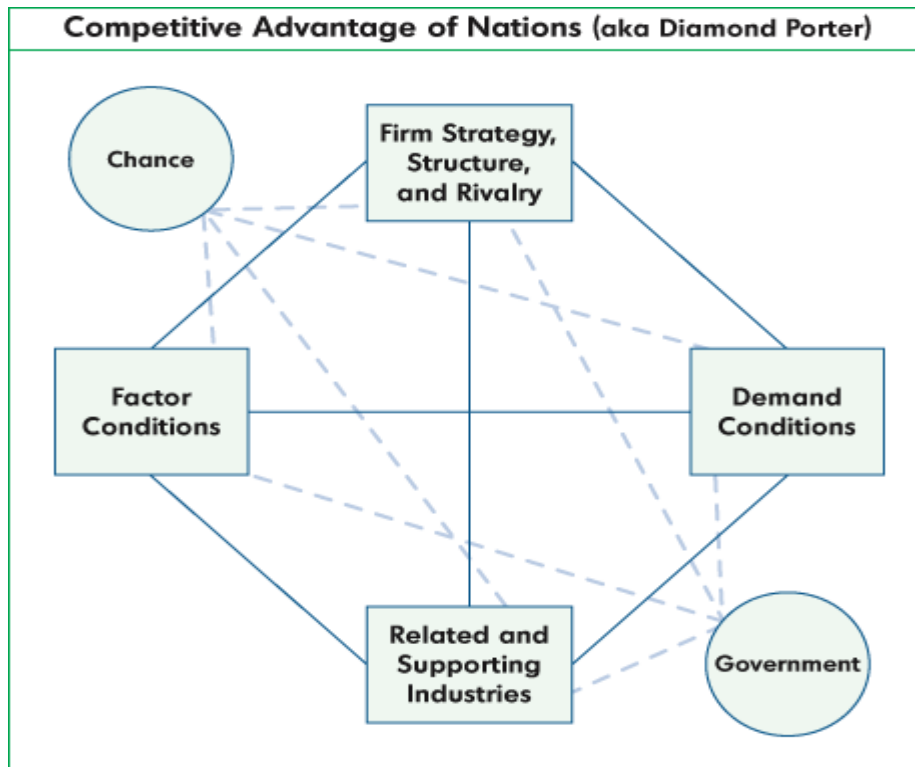 Competitive Advantage of Nations (aka Diamond Porter)
Chance
Firm Strategy,
Structure,
and Rivalry
Factor
Conditions
Demand
Conditions
Related and
Supporting
Industries
Government